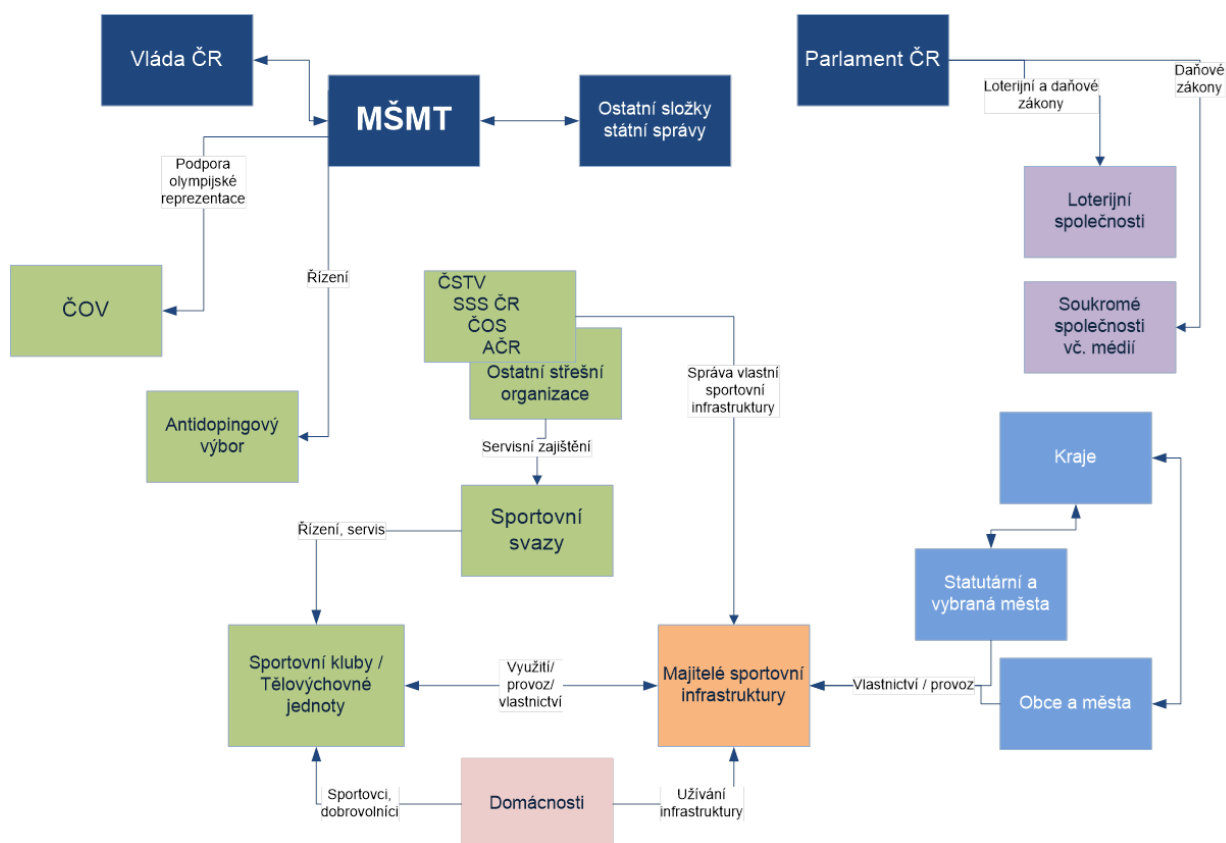 Vláda ČR
MŠMT
Ostatní složky
státní správy
Parlament ČR
Loterijní a daňové
zákony
Daňové
zákony
Podpora
olympijské
reprezentace
Loterijní
společnosti
ČOV
Řízení
ČSTV
SSS ČR
ČOS
AČR
Ostatní střešní
organizace
Soukromé
společnosti
vč. médií
Správa vlastní
sportovní
infrastruktury
Antidopingový
výbor
Servisní zajištění
Kraje
Sportovní
svazy
Řízení, servis
Statutární a
vybraná města
Sportovní kluby /
Tělovýchovné
jednoty
Využití/
provoz/
vlastnictví
Majitelé sportovní
infrastruktury
Vlastnictví / provoz
Obce a města
Sportovci,
dobrovolníci
Domácnosti
Užívání
infrastruktury